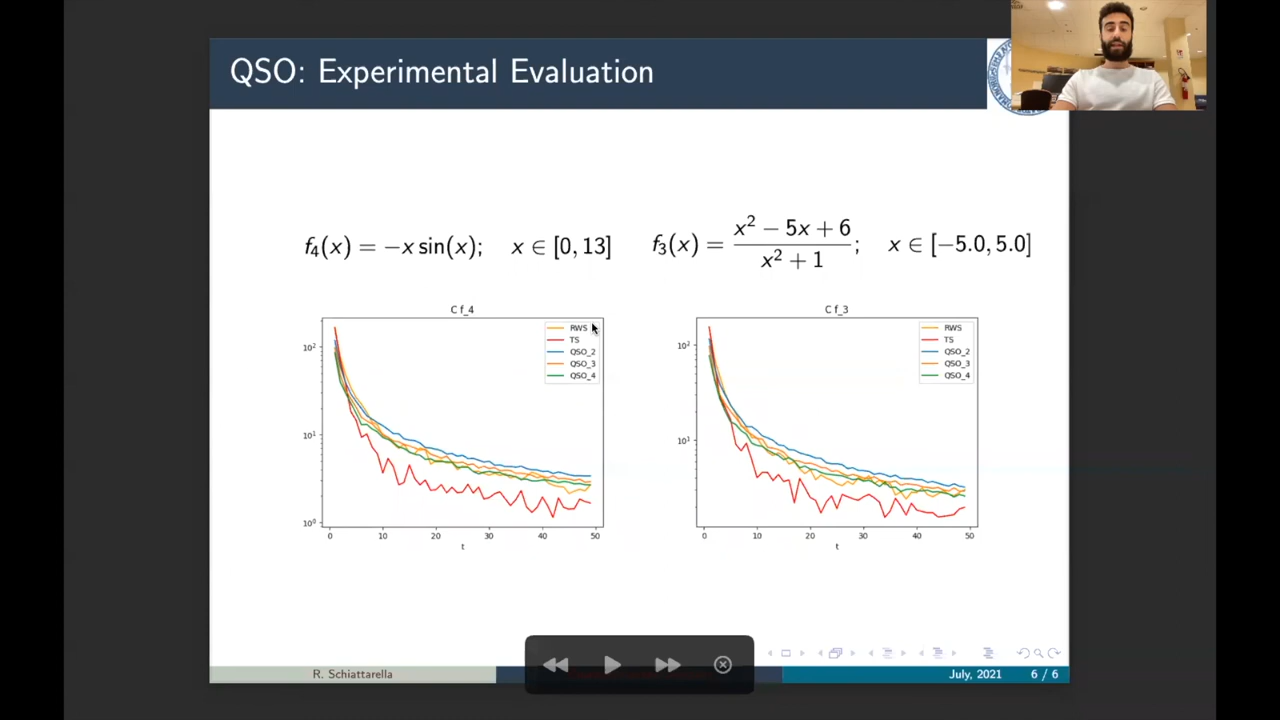 QSO: Experimental Evaluation
f₄(x) = −x sin(x); x ∈ [0, 13]
f₃(x) = (x² − 5x + 6) / (x² + 1); x ∈ [−5.0, 5.0]
C f_4
RWS
TS
QSO_2
QSO_3
QSO_4
10²
10¹
10⁰
0 10 20 30 40 50
t
C f_3
RWS
TS
QSO_2
QSO_3
QSO_4
10²
10¹
0 10 20 30 40 50
t
R. Schiattarella
July, 2021 6 / 6